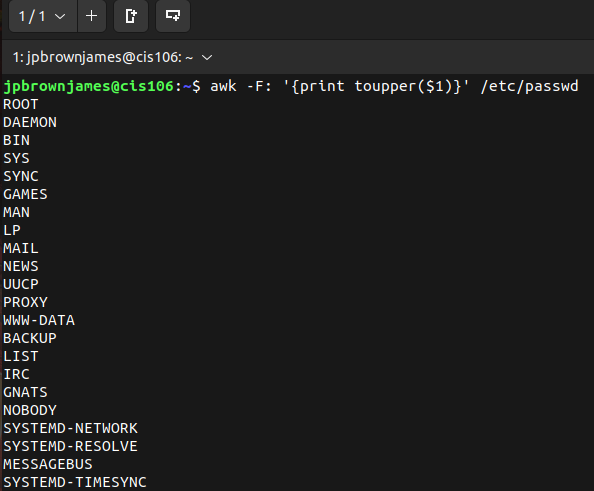 1 / 1
1: jpbrownjames@cis106: ~
jpbrownjames@cis106:~$ awk -F: '{print toupper($1)}' /etc/passwd
ROOT
DAEMON
BIN
SYS
SYNC
GAMES
MAN
LP
MAIL
NEWS
UUCP
PROXY
WWW-DATA
BACKUP
LIST
IRC
GNATS
NOBODY
SYSTEMD-NETWORK
SYSTEMD-RESOLVE
MESSAGEBUS
SYSTEMD-TIMESYNC